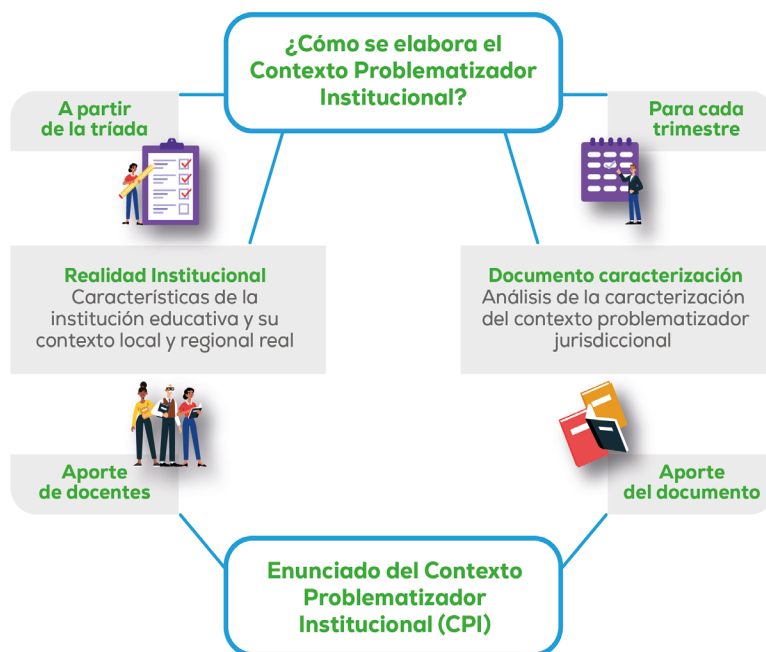 ¿Cómo se elabora el
Contexto Problematizador
Institucional?
A partir
de la tríada
Para cada
trimestre
Realidad Institucional
Características de la
institución educativa y su
contexto local y regional real
Documento caracterización
Análisis de la caracterización
del contexto problematizador
jurisdiccional
Aporte
de docentes
Aporte
del documento
Enunciado del Contexto
Problematizador
Institucional (CPI)